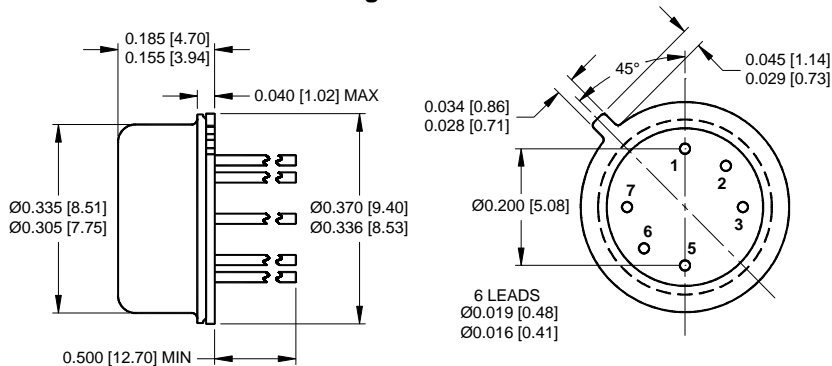 0.185 [4.70]
0.155 [3.94]
0.040 [1.02] MAX
Ø0.335 [8.51]
Ø0.305 [7.75]
Ø0.370 [9.40]
Ø0.336 [8.53]
0.500 [12.70] MIN
45°
0.045 [1.14]
0.029 [0.73]
0.034 [0.86]
0.028 [0.71]
Ø0.200 [5.08]
1
2
7
3
6
5
6 LEADS
Ø0.019 [0.48]
Ø0.016 [0.41]